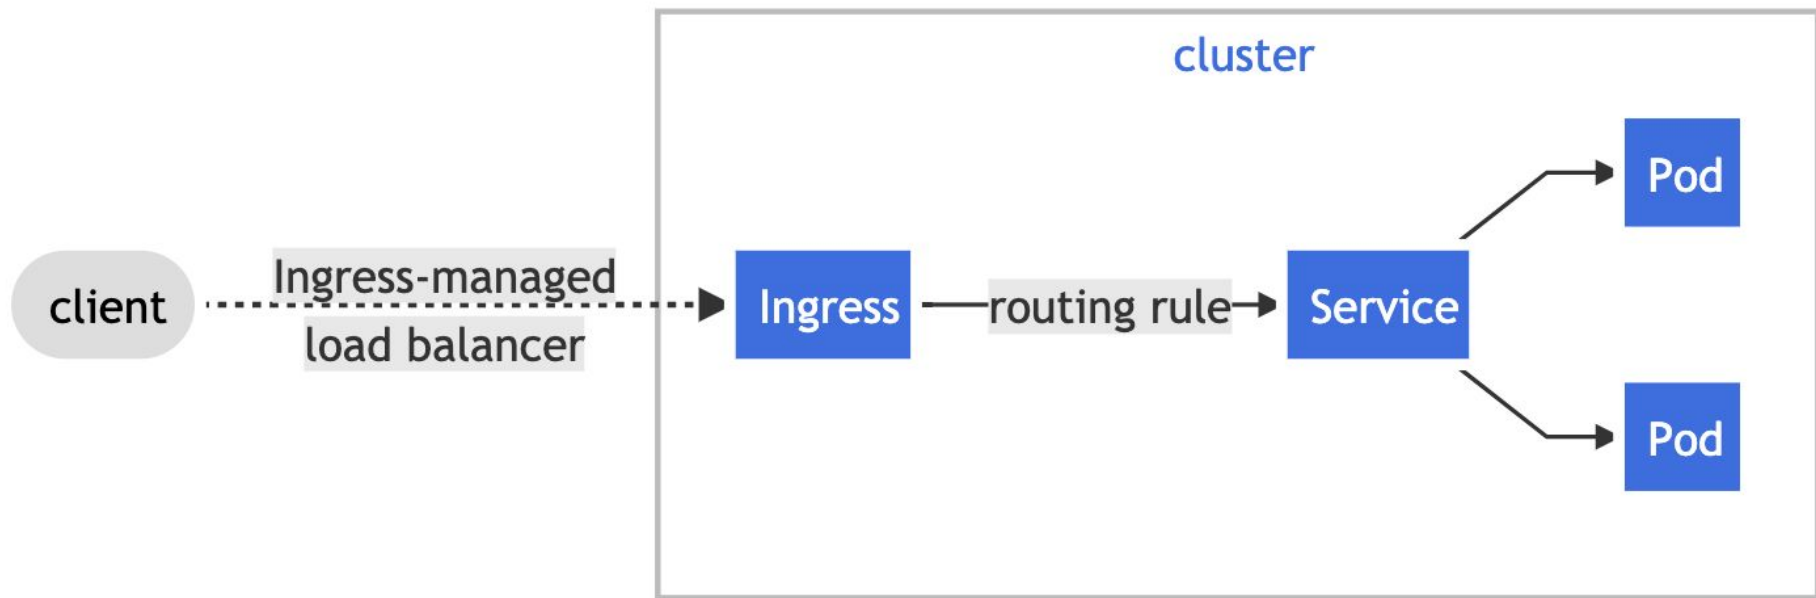 cluster
client
Ingress-managed
load balancer
Ingress
routing rule
Service
Pod
Pod